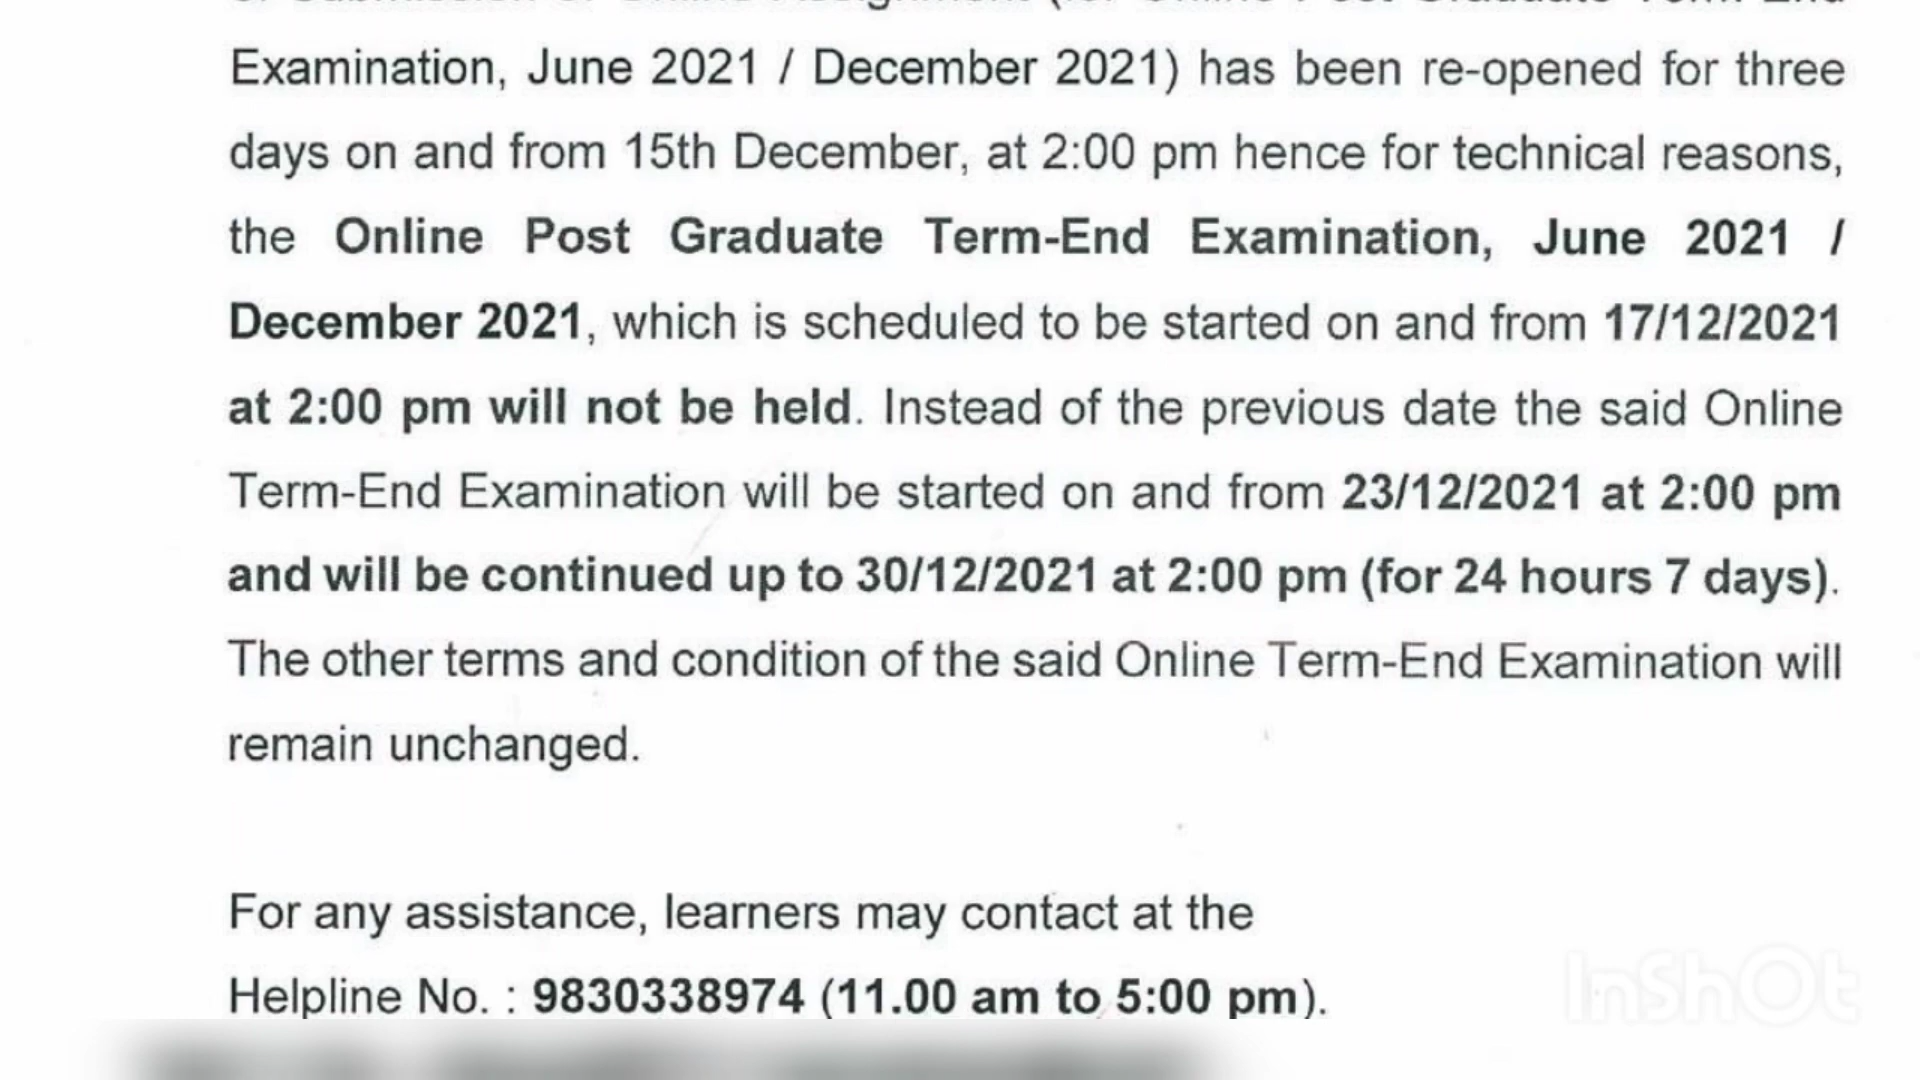 Examination, June 2021 / December 2021) has been re-opened for three
days on and from 15th December, at 2:00 pm hence for technical reasons,
the Online Post Graduate Term-End Examination, June 2021 /
December 2021, which is scheduled to be started on and from 17/12/2021
at 2:00 pm will not be held. Instead of the previous date the said Online
Term-End Examination will be started on and from 23/12/2021 at 2:00 pm
and will be continued up to 30/12/2021 at 2:00 pm (for 24 hours 7 days).
The other terms and condition of the said Online Term-End Examination will
remain unchanged.
For any assistance, learners may contact at the
Helpline No. : 9830338974 (11.00 am to 5:00 pm).
InShOt